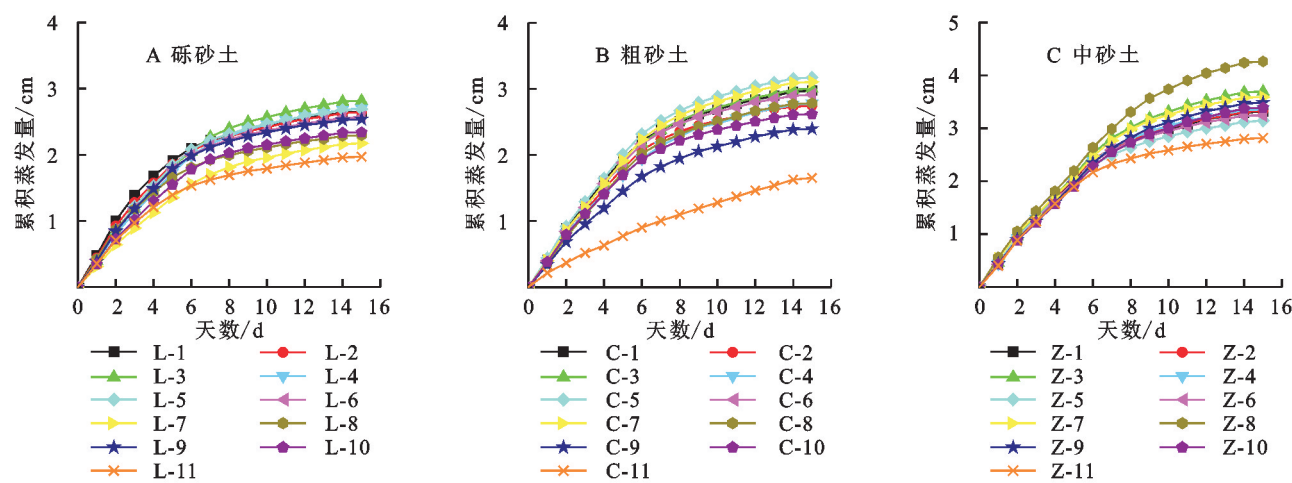 4
3
2
1
累积蒸发量/cm
A 砾砂土
0
2
4
6
8
10
12
14
16
天数/d
L-1
L-2
L-3
L-4
L-5
L-6
L-7
L-8
L-9
L-10
L-11
4
3
2
1
累积蒸发量/cm
B 粗砂土
0
2
4
6
8
10
12
14
16
天数/d
C-1
C-2
C-3
C-4
C-5
C-6
C-7
C-8
C-9
C-10
C-11
5
4
3
2
1
累积蒸发量/cm
C 中砂土
0
2
4
6
8
10
12
14
16
天数/d
Z-1
Z-2
Z-3
Z-4
Z-5
Z-6
Z-7
Z-8
Z-9
Z-10
Z-11